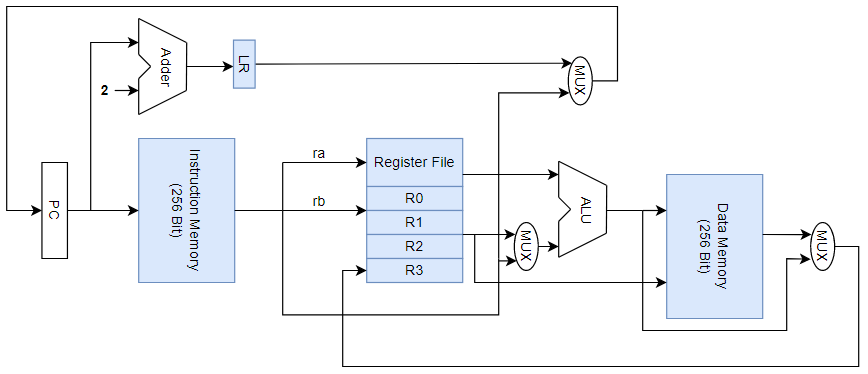 Adder
LR
MUX
2
PC
Instruction Memory
(256 Bit)
ra
rb
Register File
R0
R1
R2
R3
MUX
ALU
Data Memory
(256 Bit)
MUX